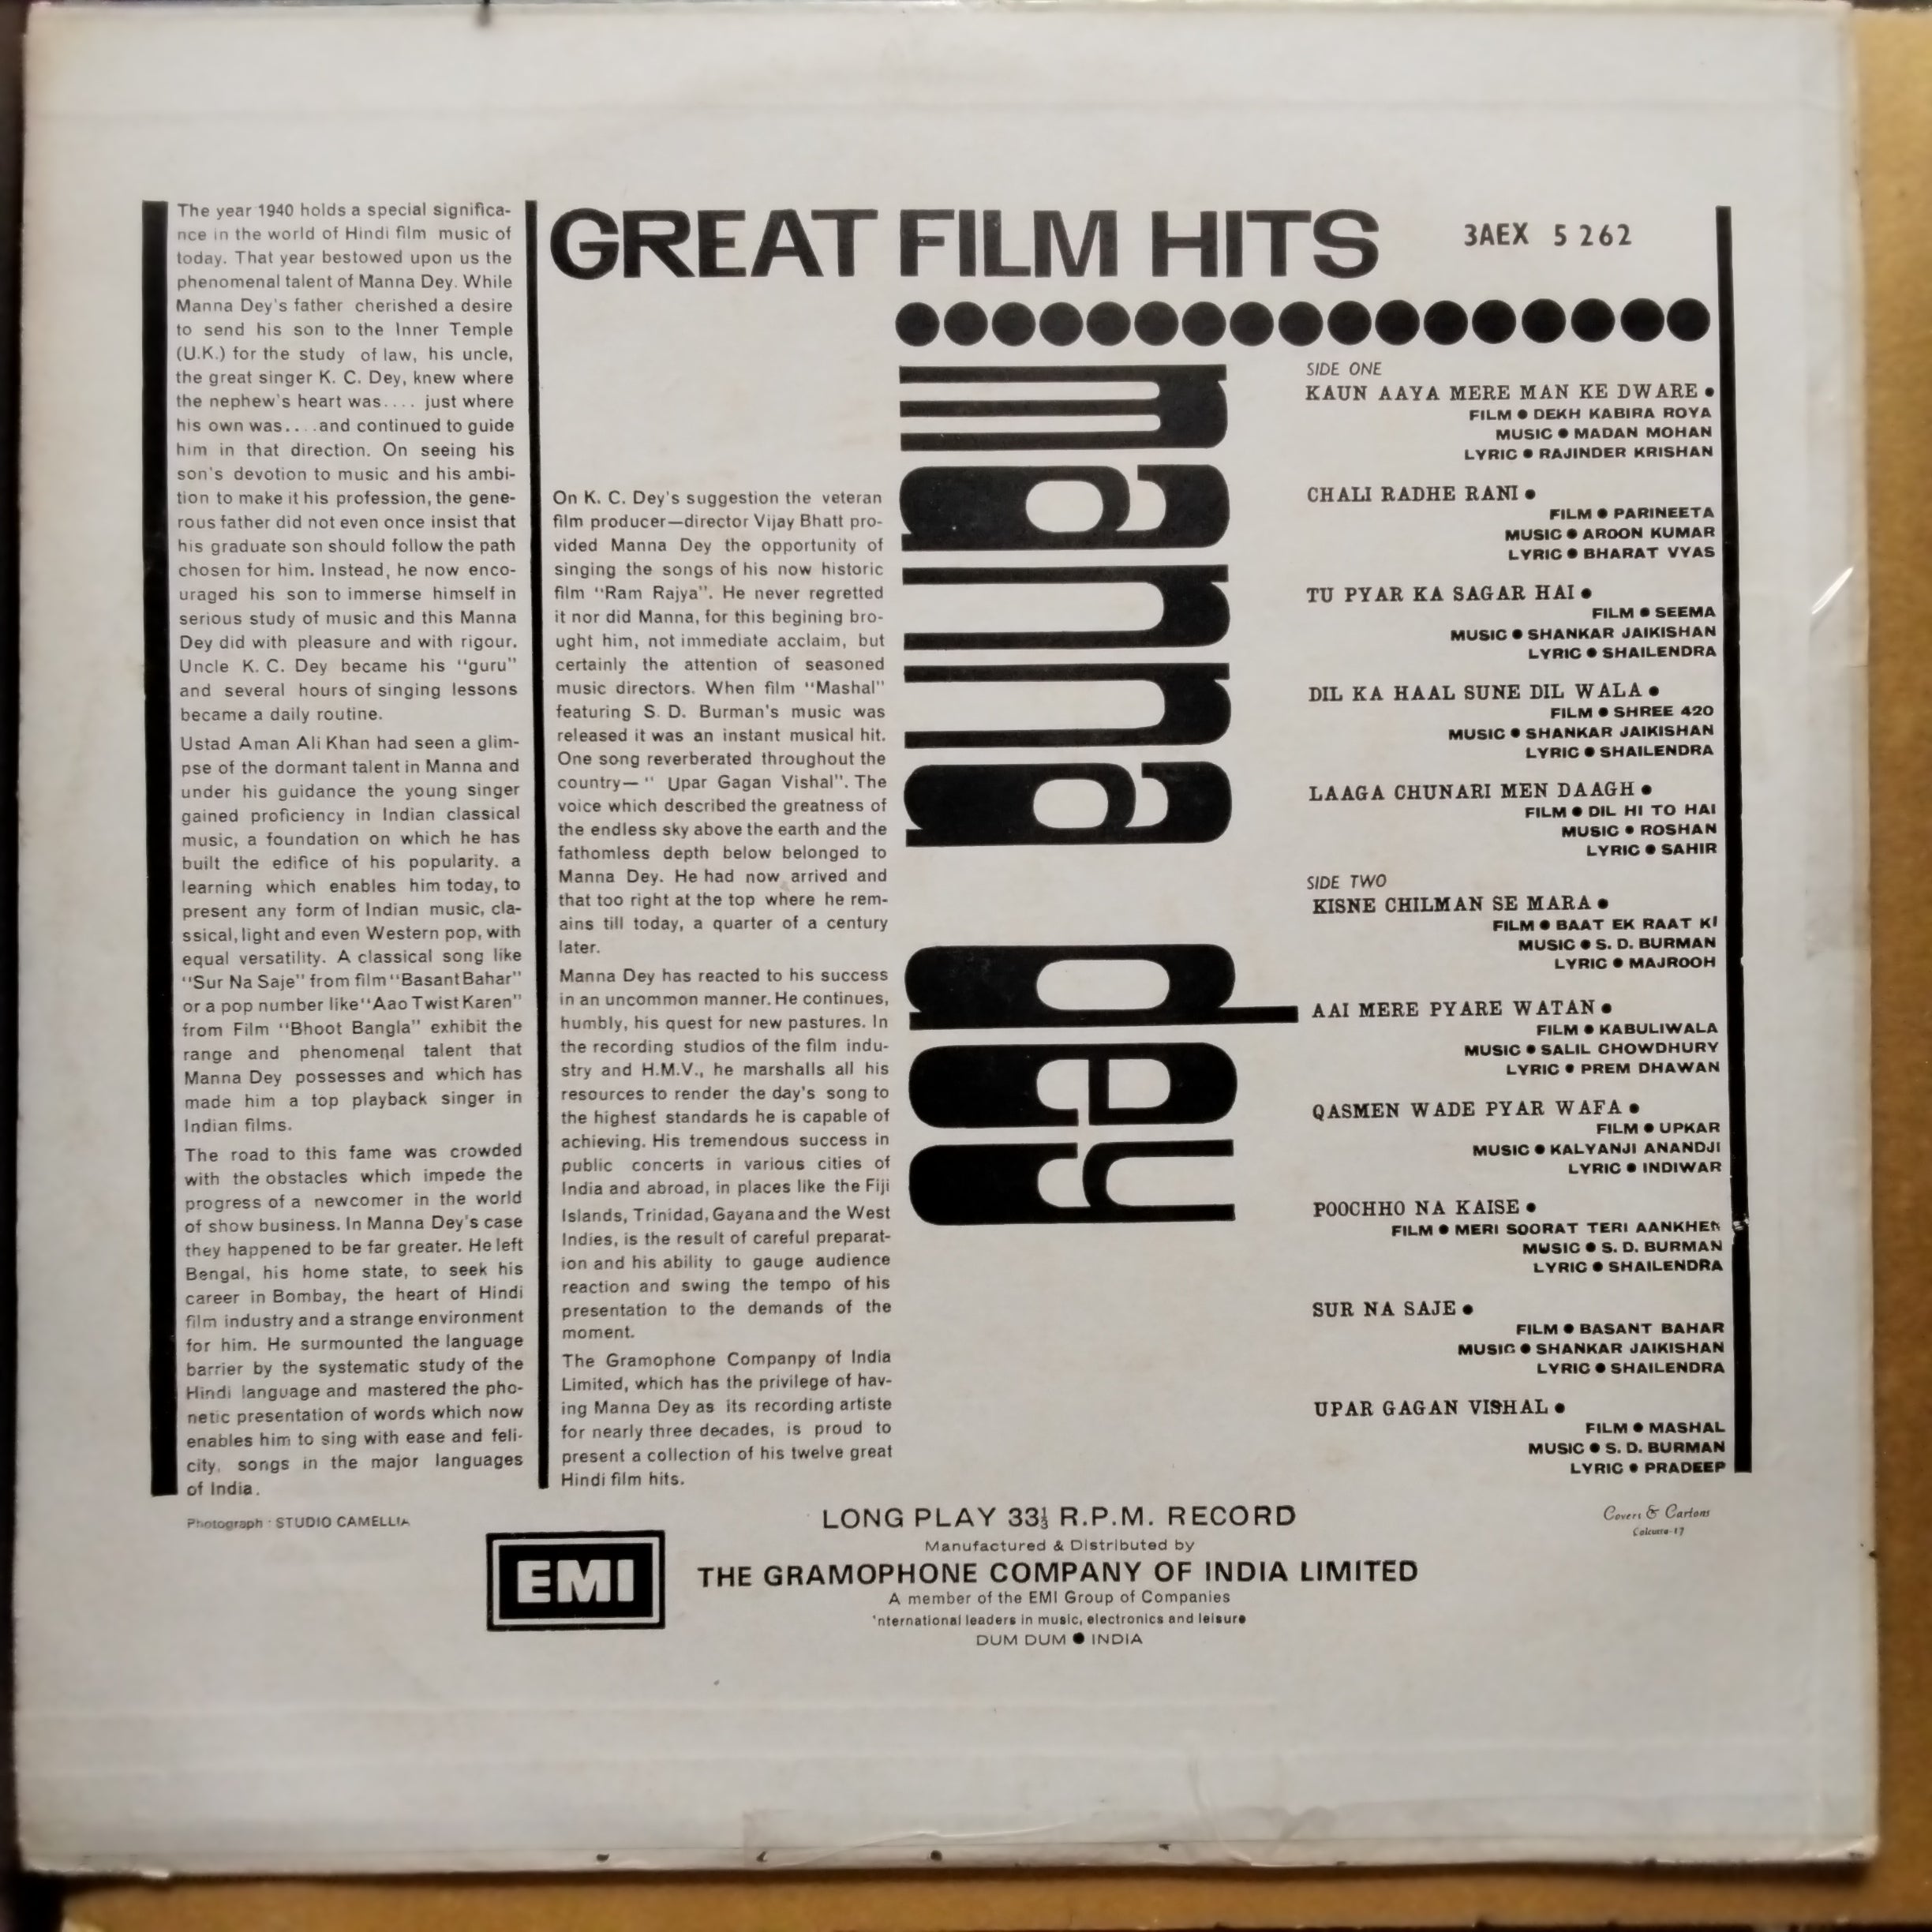 The year 1940 holds a special significa-
nce in the world of Hindi film music of
today. That year bestowed upon us the
phenomenal talent of Manna Dey. While
Manna Dey's father cherished a desire
to send his son to the Inner Temple
(U.K.) for the study of law, his uncle,
the great singer K. C. Dey, knew where
the nephew's heart was.... just where
his own was....and continued to guide
him in that direction. On seeing his
son's devotion to music and his ambi-
tion to make it his profession, the gene-
rous father did not even once insist that
his graduate son should follow the path
chosen for him. Instead, he now enco-
uraged his son to immerse himself in
serious study of music and this Manna
Dey did with pleasure and with rigour.
Uncle K. C. Dey became his "guru"
and several hours of singing lessons
became a daily routine.
Ustad Aman Ali Khan had seen a glim-
pse of the dormant talent in Manna and
under his guidance the young singer
gained proficiency in Indian classical
music, a foundation on which he has
built the edifice of his popularity. a
learning which enables him today, to
present any form of Indian music, cla-
ssical, light and even Western pop, with
equal versatility. A classical song like
"Sur Na Saje" from film "Basant Bahar"
or a pop number like "Aao Twist Karen"
from Film "Bhoot Bangla" exhibit the
range and phenomenal talent that
Manna Dey possesses and which has
made him a top playback singer in
Indian films.
The road to this fame was crowded
with the obstacles which impede the
progress of a newcomer in the world
of show business. In Manna Dey's case
they happened to be far greater. He left
Bengal, his home state, to seek his
career in Bombay, the heart of Hindi
film industry and a strange environment
for him. He surmounted the language
barrier by the systematic study of the
Hindi language and mastered the pho-
netic presentation of words which now
enables him to sing with ease and feli-
city, songs in the major languages
of India.
Photograph : STUDIO CAMELLIA
GREAT FILM HITS
3AEX 5262
On K. C. Dey's suggestion the veteran
film producer—director Vijay Bhatt pro-
vided Manna Dey the opportunity of
singing the songs of his now historic
film "Ram Rajya". He never regretted
it nor did Manna, for this begining bro-
ught him, not immediate acclaim, but
certainly the attention of seasoned
music directors. When film "Mashal"
featuring S. D. Burman's music was
released it was an instant musical hit.
One song reverberated throughout the
country— " Upar Gagan Vishal". The
voice which described the greatness of
the endless sky above the earth and the
fathomless depth below belonged to
Manna Dey. He had now arrived and
that too right at the top where he rem-
ains till today, a quarter of a century
later.
Manna Dey has reacted to his success
in an uncommon manner. He continues,
humbly, his quest for new pastures. In
the recording studios of the film indu-
stry and H.M.V., he marshalls all his
resources to render the day's song to
the highest standards he is capable of
achieving. His tremendous success in
public concerts in various cities of
India and abroad, in places like the Fiji
Islands, Trinidad, Gayana and the West
Indies, is the result of careful preparat-
ion and his ability to gauge audience
reaction and swing the tempo of his
presentation to the demands of the
moment.
The Gramophone Companpy of India
Limited, which has the privilege of hav-
ing Manna Dey as its recording artiste
for nearly three decades, is proud to
present a collection of his twelve great
Hindi film hits.
manna dey
SIDE ONE
KAUN AAYA MERE MAN KE DWARE ●
FILM ● DEKH KABIRA ROYA
MUSIC ● MADAN MOHAN
LYRIC ● RAJINDER KRISHAN
CHALI RADHE RANI ●
FILM ● PARINEETA
MUSIC ● AROON KUMAR
LYRIC ● BHARAT VYAS
TU PYAR KA SAGAR HAI ●
FILM ● SEEMA
MUSIC ● SHANKAR JAIKISHAN
LYRIC ● SHAILENDRA
DIL KA HAAL SUNE DIL WALA ●
FILM ● SHREE 420
MUSIC ● SHANKAR JAIKISHAN
LYRIC ● SHAILENDRA
LAAGA CHUNARI MEN DAAGH ●
FILM ● DIL HI TO HAI
MUSIC ● ROSHAN
LYRIC ● SAHIR
SIDE TWO
KISNE CHILMAN SE MARA ●
FILM ● BAAT EK RAAT KI
MUSIC ● S. D. BURMAN
LYRIC ● MAJROOH
AAI MERE PYARE WATAN ●
FILM ● KABULIWALA
MUSIC ● SALIL CHOWDHURY
LYRIC ● PREM DHAWAN
QASMEN WADE PYAR WAFA ●
FILM ● UPKAR
MUSIC ● KALYANJI ANANDJI
LYRIC ● INDIWAR
POOCHHO NA KAISE ●
FILM ● MERI SOORAT TERI AANKHEN
MUSIC ● S. D. BURMAN
LYRIC ● SHAILENDRA
SUR NA SAJE ●
FILM ● BASANT BAHAR
MUSIC ● SHANKAR JAIKISHAN
LYRIC ● SHAILENDRA
UPAR GAGAN VISHAL ●
FILM ● MASHAL
MUSIC ● S. D. BURMAN
LYRIC ● PRADEEP
Covers & Cartons
Calcutta-17
LONG PLAY 33⅓ R.P.M. RECORD
Manufactured & Distributed by
THE GRAMOPHONE COMPANY OF INDIA LIMITED
A member of the EMI Group of Companies
International leaders in music, electronics and leisure
DUM DUM ● INDIA
EMI